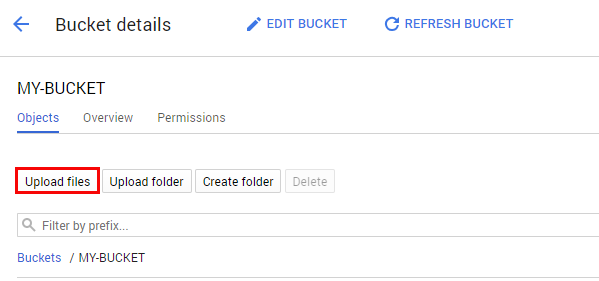 Bucket details EDIT BUCKET REFRESH BUCKET
MY-BUCKET
Objects Overview Permissions
Upload files Upload folder Create folder Delete
Filter by prefix...
Buckets / MY-BUCKET